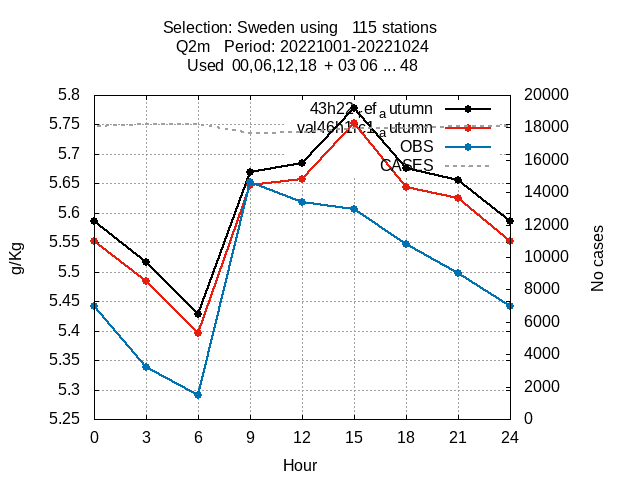 Selection: Sweden using   115 stations
Q2m   Period: 20221001-20221024
Used  00,06,12,18  + 03 06 ... 48
5.8
5.75
5.7
5.65
5.6
5.55
5.5
5.45
5.4
5.35
5.3
5.25
g/Kg
43h22_ref_autumn
OBS
CASES
20000
18000
16000
14000
12000
10000
8000
6000
4000
2000
0
No cases
0 3 6 9 12 15 18 21 24
Hour